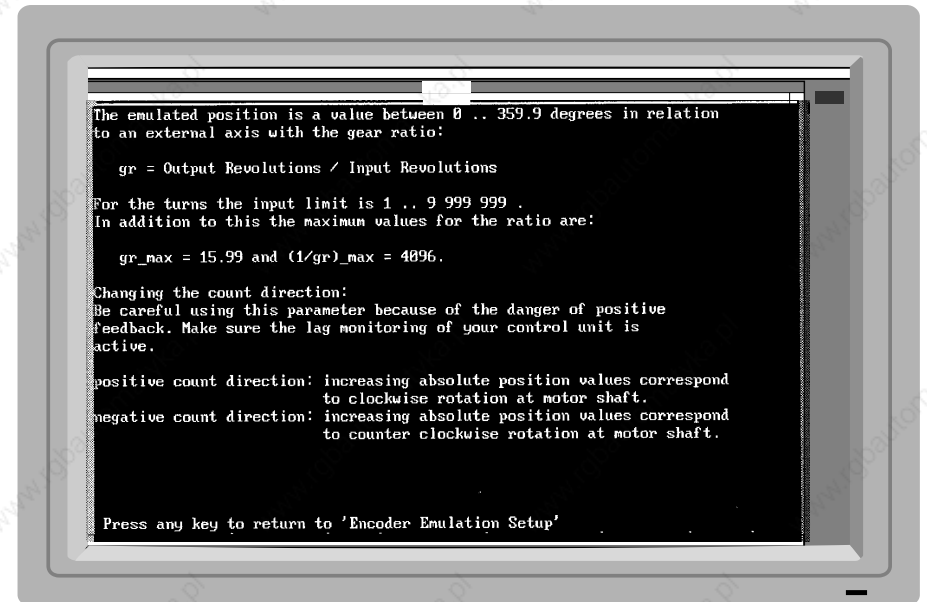 The emulated position is a value between 0 .. 359.9 degrees in relation
to an external axis with the gear ratio:
gr = Output Revolutions / Input Revolutions
For the turns the input limit is 1 .. 9 999 999 .
In addition to this the maximum values for the ratio are:
gr_max = 15.99 and (1/gr)_max = 4096.
Changing the count direction:
Be careful using this parameter because of the danger of positive
feedback. Make sure the lag monitoring of your control unit is
active.
positive count direction: increasing absolute position values correspond
to clockwise rotation at motor shaft.
negative count direction: increasing absolute position values correspond
to counter clockwise rotation at motor shaft.
Press any key to return to 'Encoder Emulation Setup'